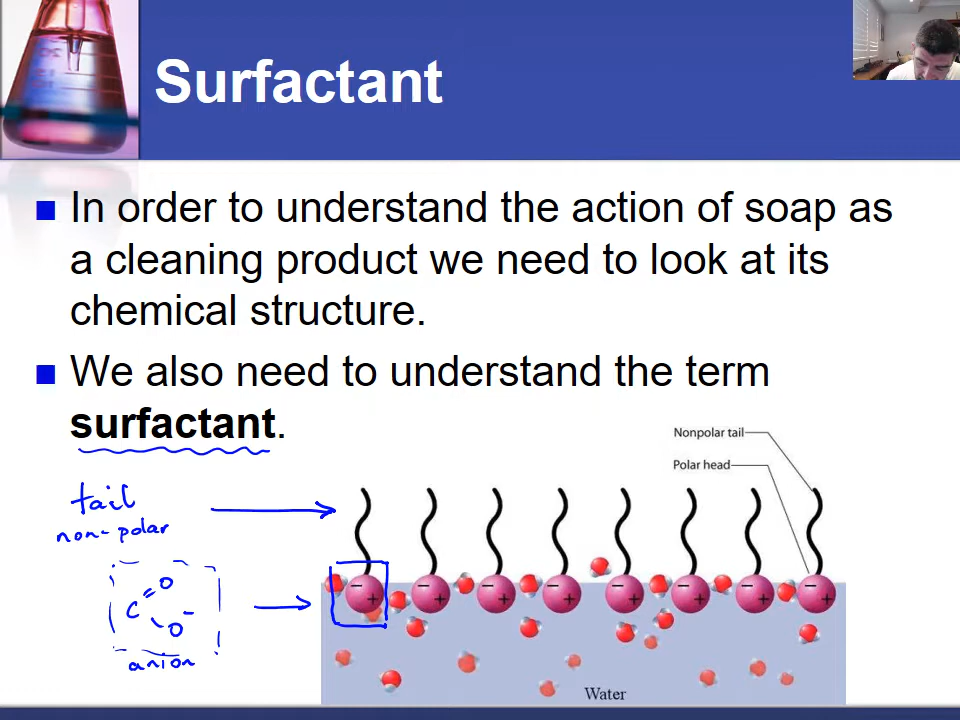 Surfactant
In order to understand the action of soap as
a cleaning product we need to look at its
chemical structure.
We also need to understand the term
surfactant.
Nonpolar tail
Polar head
tail
non-polar
C
O
O
-
anion
- + - + - + - + - + - + - + - +
Water